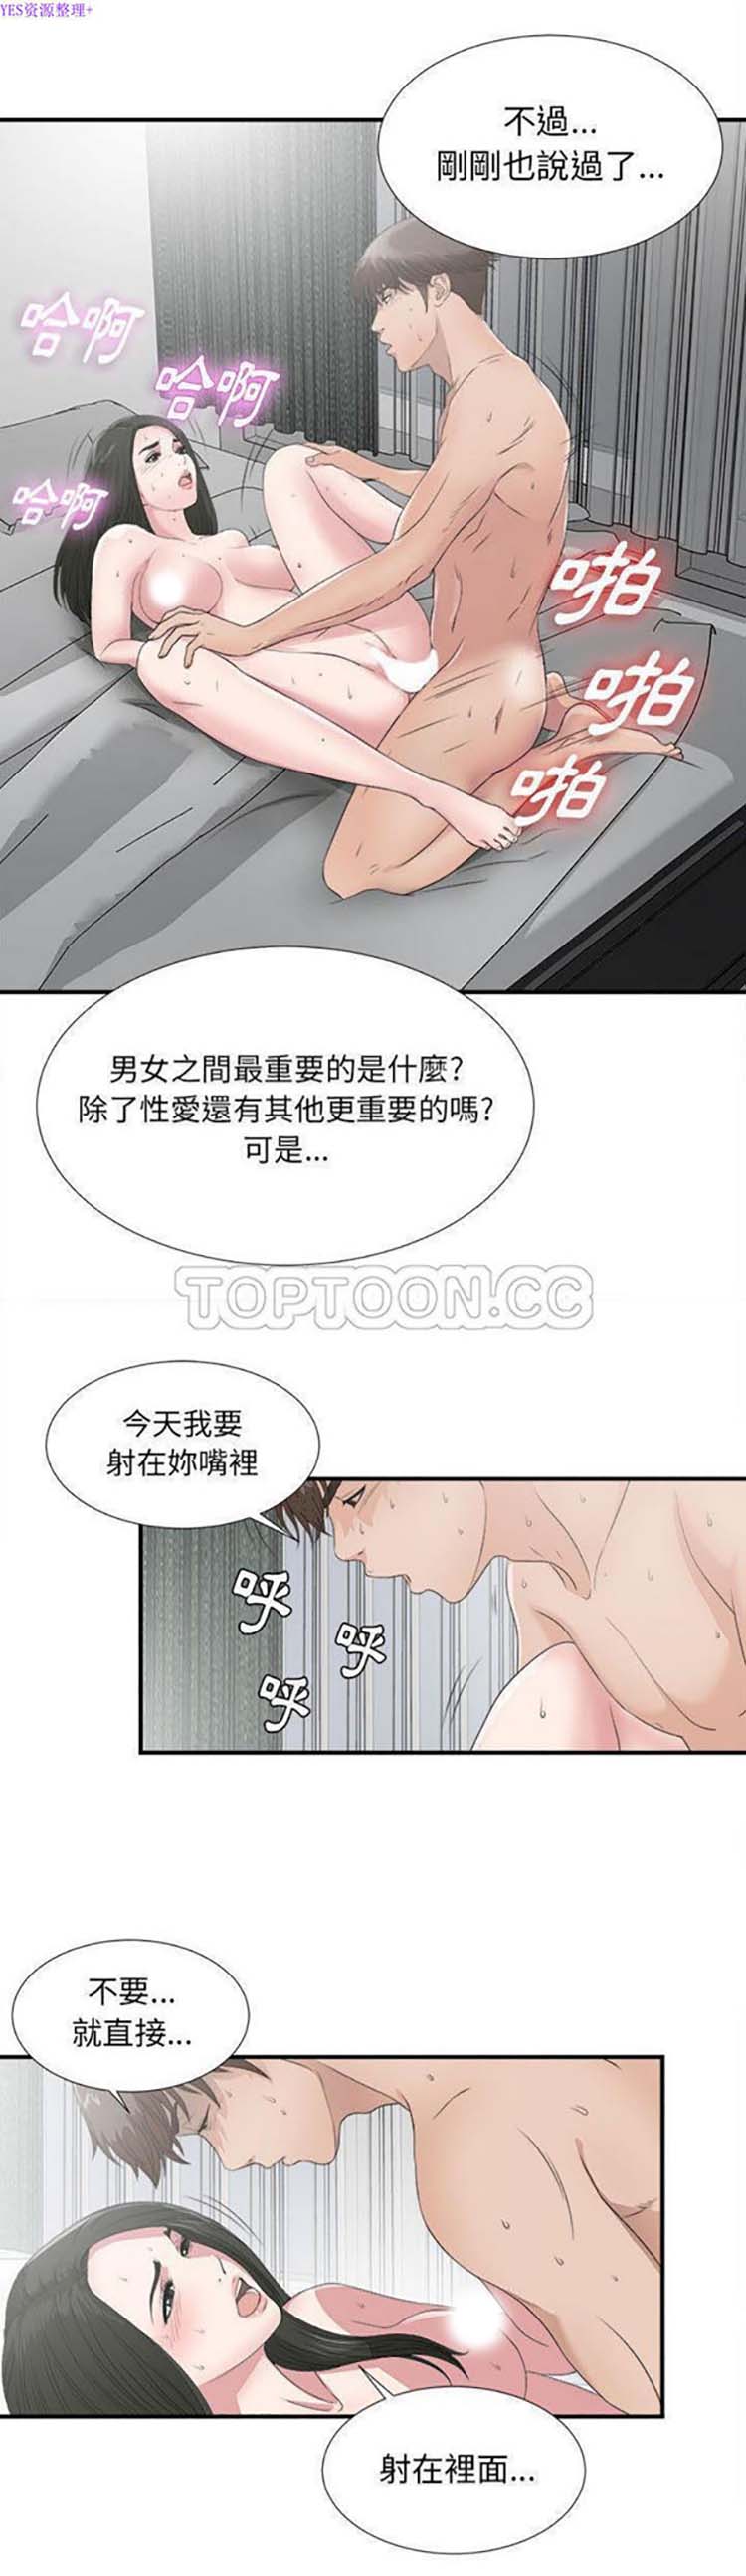 YES资源整理+
不過...
剛剛也說過了...
哈啊
哈啊
哈啊
啪
啪
啪
男女之間最重要的是什麼?
除了性愛還有其他更重要的嗎?
可是...
TOPTOON.CC
今天我要
射在妳嘴裡
呼
呼
呼
不要...
就直接...
射在裡面...